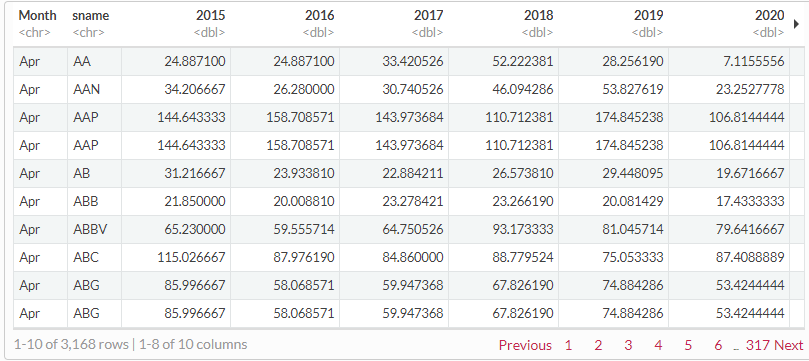 Month sname 2015 2016 2017 2018 2019 2020
<chr> <chr> <dbl> <dbl> <dbl> <dbl> <dbl> <dbl>
Apr AA 24.887100 24.887100 33.420526 52.222381 28.256190 7.1155556
Apr AAN 34.206667 26.280000 30.740526 46.094286 53.827619 23.2527778
Apr AAP 144.643333 158.708571 143.973684 110.712381 174.845238 106.8144444
Apr AAP 144.643333 158.708571 143.973684 110.712381 174.845238 106.8144444
Apr AB 31.216667 23.933810 22.884211 26.573810 29.448095 19.6716667
Apr ABB 21.850000 20.008810 23.278421 23.266190 20.081429 17.4333333
Apr ABBV 65.230000 59.555714 64.750526 93.173333 81.045714 79.6416667
Apr ABC 115.026667 87.976190 84.860000 88.779524 75.053333 87.4088889
Apr ABG 85.996667 58.068571 59.947368 67.826190 74.884286 53.4244444
Apr ABG 85.996667 58.068571 59.947368 67.826190 74.884286 53.4244444
1-10 of 3,168 rows | 1-8 of 10 columns Previous 1 2 3 4 5 6 ... 317 Next